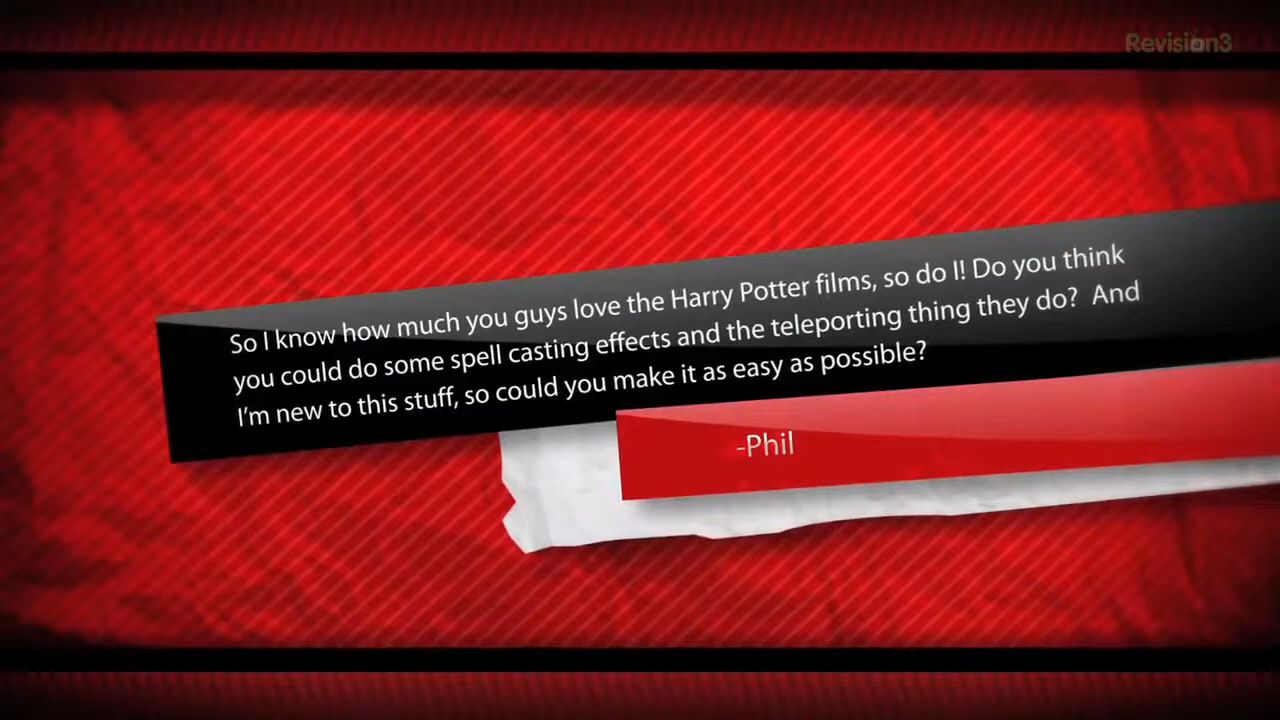 Revision3
So I know how much you guys love the Harry Potter films, so do I! Do you think
you could do some spell casting effects and the teleporting thing they do?  And
I'm new to this stuff, so could you make it as easy as possible?
-Phil